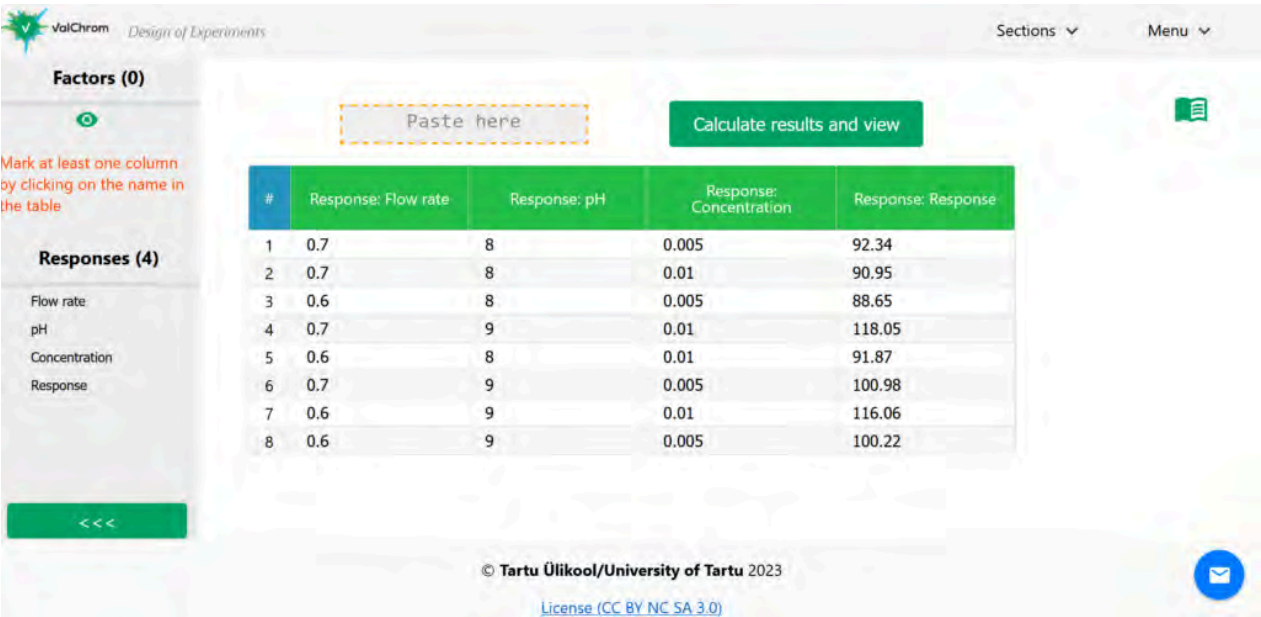 ValChrom Design of Experiments Sections Menu
Factors (0)
Mark at least one column
by clicking on the name in
the table
Responses (4)
Flow rate
pH
Concentration
Response
<<<
Paste here Calculate results and view
# Response: Flow rate Response: pH Response: Concentration Response: Response
1 0.7 8 0.005 92.34
2 0.7 8 0.01 90.95
3 0.6 8 0.005 88.65
4 0.7 9 0.01 118.05
5 0.6 8 0.01 91.87
6 0.7 9 0.005 100.98
7 0.6 9 0.01 116.06
8 0.6 9 0.005 100.22
© Tartu Ülikool/University of Tartu 2023
License (CC BY NC SA 3.0)